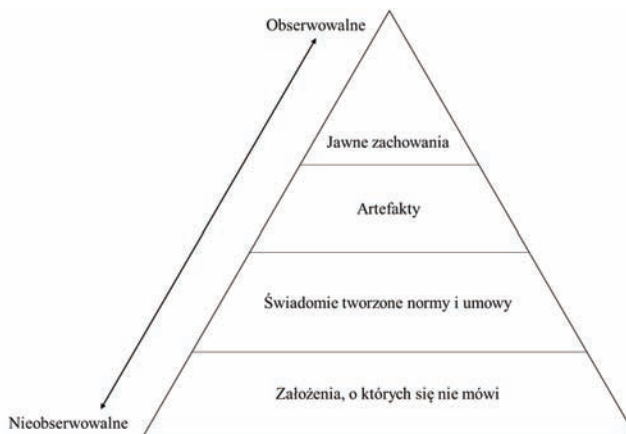 Obserwowalne
Jawne zachowania
Artefakty
Świadomie tworzone normy i umowy
Założenia, o których się nie mówi
Nieobserwowalne